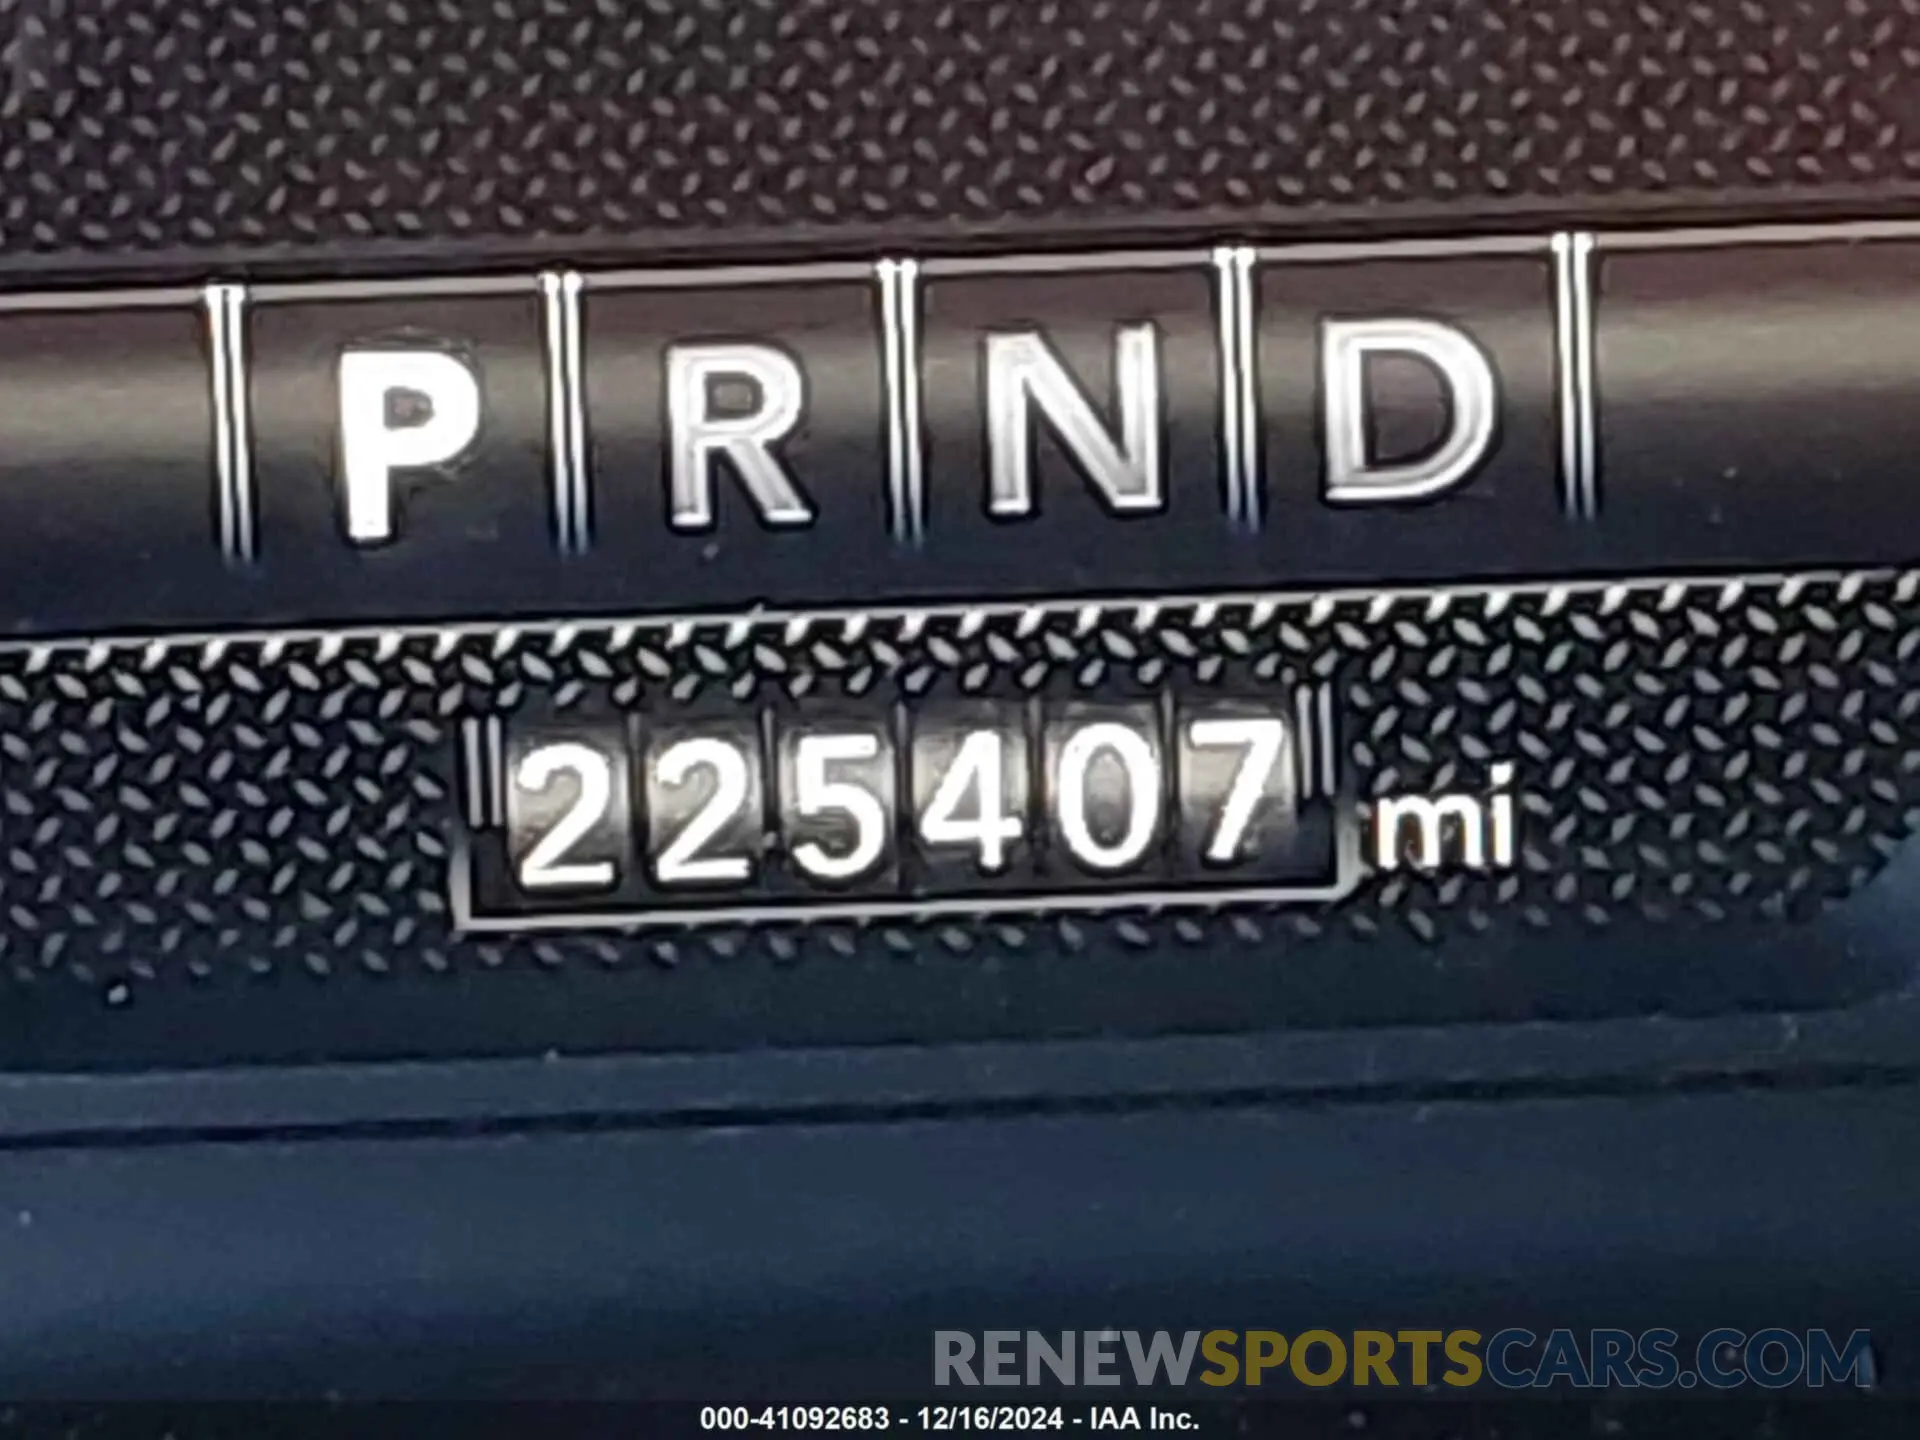 P R N D
225407 mi
RENEWSPORTSCARS.COM
000-41092683 - 12/16/2024 - IAA Inc.